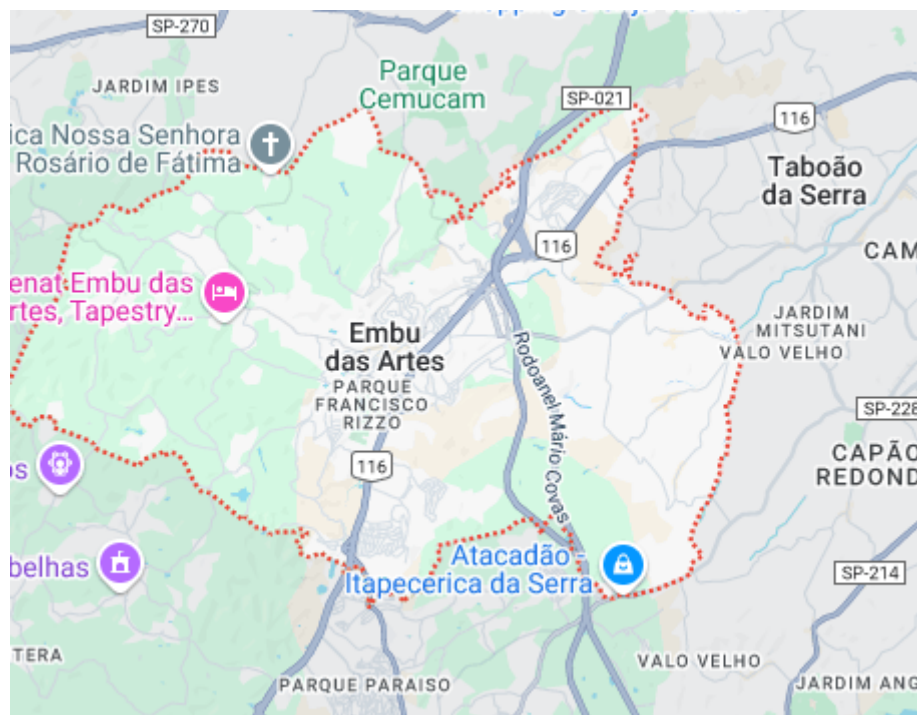 SP-270
JARDIM IPES
Parque
Cemucam
SP-021
116
ica Nossa Senhora
Rosário de Fátima
Taboão
da Serra
116
CAM
enat Embu das
rtes, Tapestry...
JARDIM
MITSUTANI
VALO VELHO
Embu
das Artes
PARQUE
FRANCISCO
RIZZO
Rodoanel Mário Covas
SP-228
116
os
CAPÃO
REDOND
Atacadão -
Itapecerica da Serra
belhas
SP-214
TERA
VALO VELHO
PARQUE PARAISO
JARDIM ANG